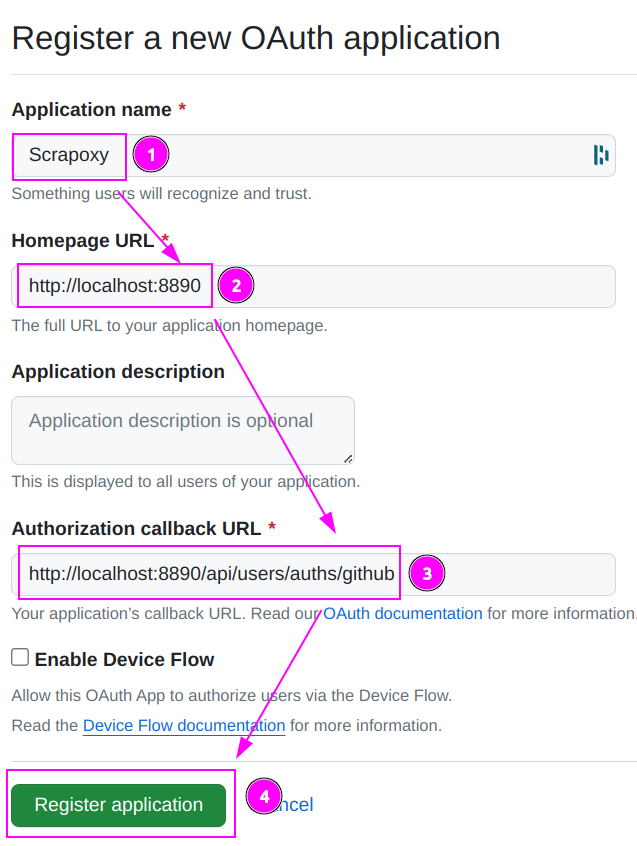 Register a new OAuth application
Application name *
Scrapoxy 1
Something users will recognize and trust.
Homepage URL *
http://localhost:8890 2
The full URL to your application homepage.
Application description
Application description is optional
This is displayed to all users of your application.
Authorization callback URL *
http://localhost:8890/api/users/auths/github 3
Your application’s callback URL. Read our OAuth documentation for more information.
Enable Device Flow
Allow this OAuth App to authorize users via the Device Flow.
Read the Device Flow documentation for more information.
Register application 4 ncel